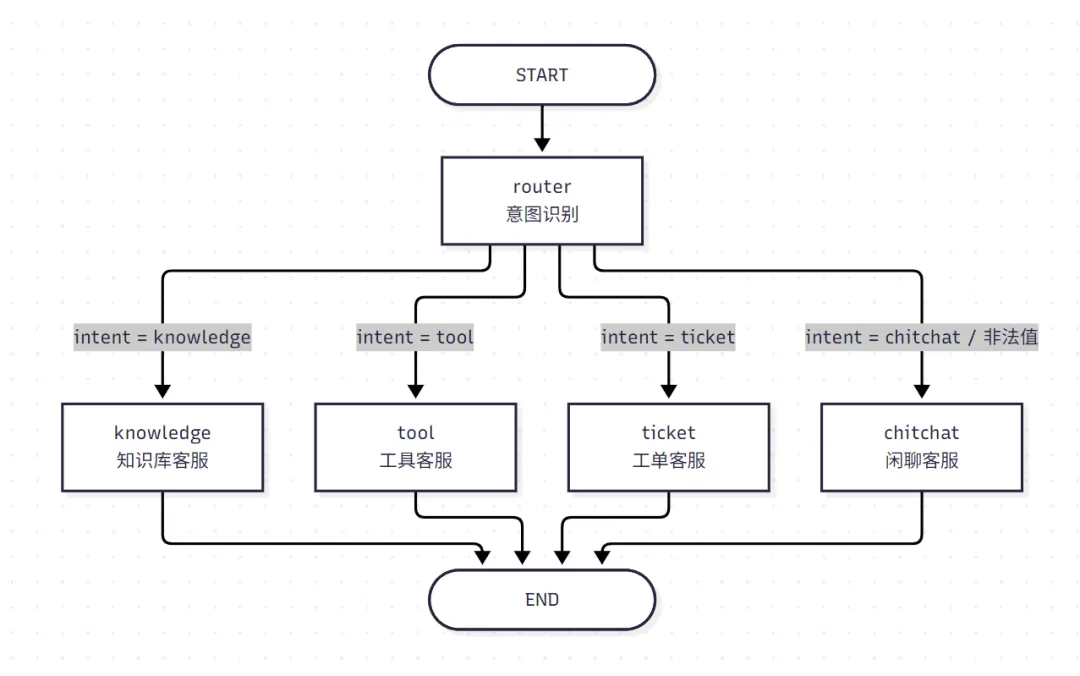 START
router
意图识别
intent = knowledge
intent = tool
intent = ticket
intent = chitchat / 非法值
knowledge
知识库客服
tool
工具客服
ticket
工单客服
chitchat
闲聊客服
END